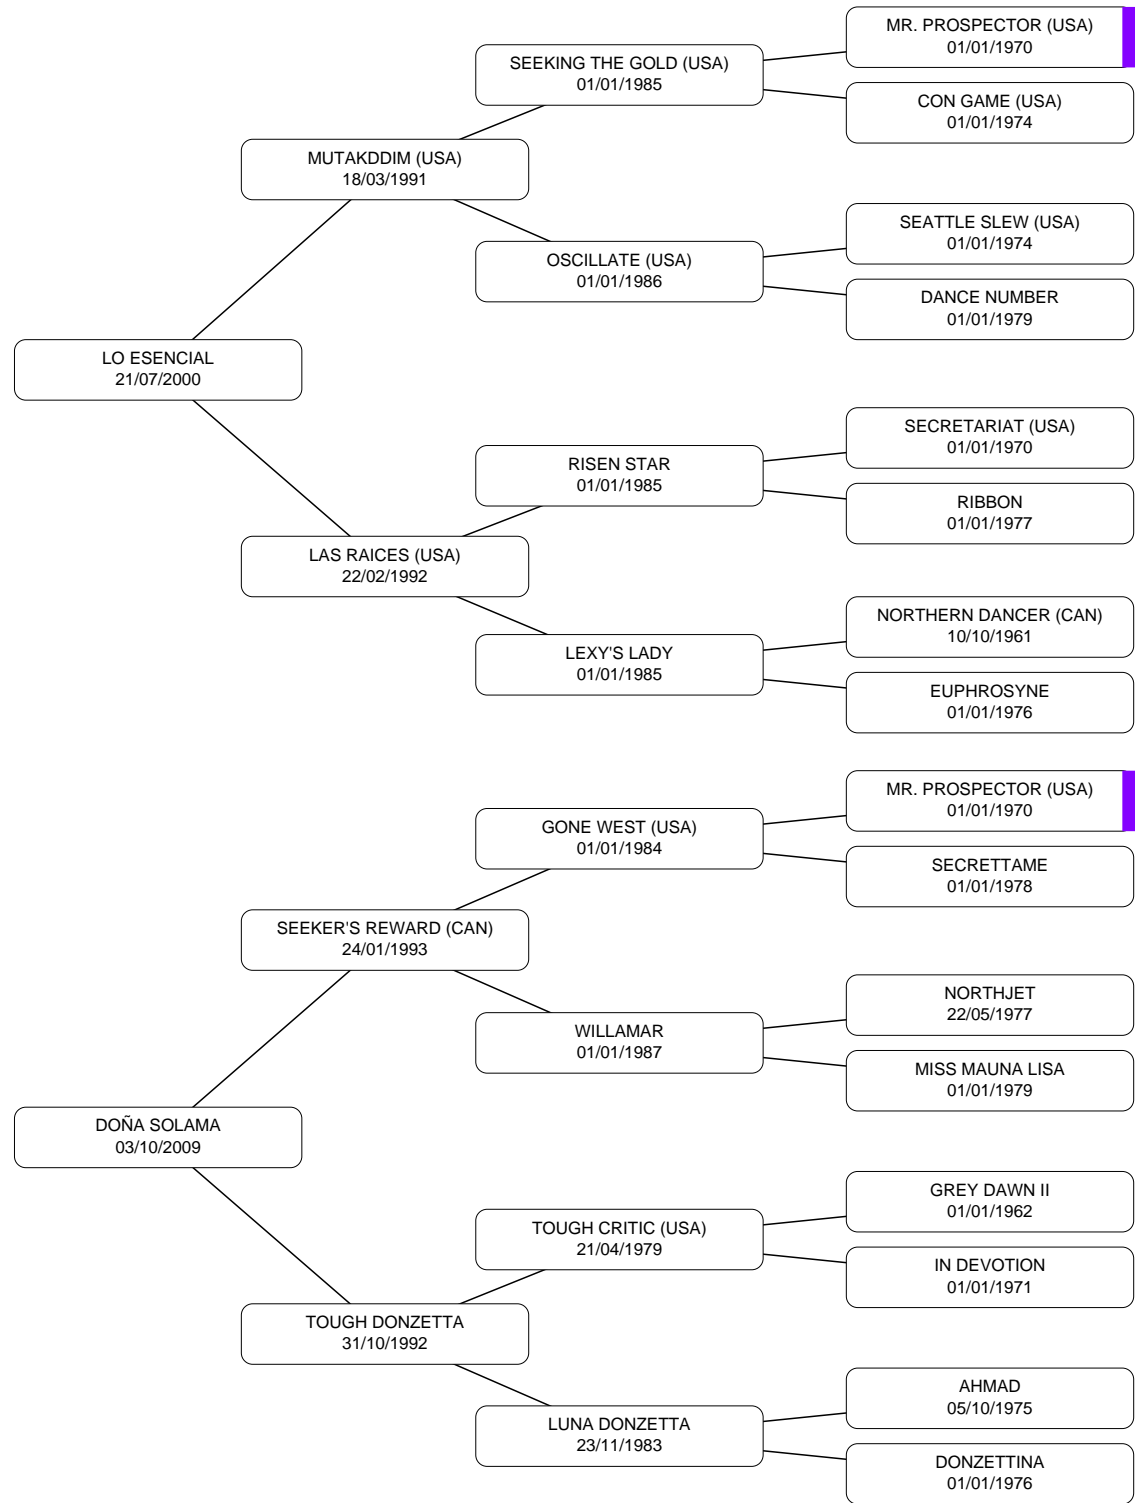 MR. PROSPECTOR (USA)
01/01/1970
SEEKING THE GOLD (USA)
01/01/1985
CON GAME (USA)
01/01/1974
MUTAKDDIM (USA)
18/03/1991
SEATTLE SLEW (USA)
01/01/1974
OSCILLATE (USA)
01/01/1986
DANCE NUMBER
01/01/1979
LO ESENCIAL
21/07/2000
SECRETARIAT (USA)
01/01/1970
RISEN STAR
01/01/1985
RIBBON
01/01/1977
LAS RAICES (USA)
22/02/1992
NORTHERN DANCER (CAN)
10/10/1961
LEXY'S LADY
01/01/1985
EUPHROSYNE
01/01/1976
MR. PROSPECTOR (USA)
01/01/1970
GONE WEST (USA)
01/01/1984
SECRETTAME
01/01/1978
SEEKER'S REWARD (CAN)
24/01/1993
NORTHJET
22/05/1977
WILLAMAR
01/01/1987
MISS MAUNA LISA
01/01/1979
DOÑA SOLAMA
03/10/2009
GREY DAWN II
01/01/1962
TOUGH CRITIC (USA)
21/04/1979
IN DEVOTION
01/01/1971
TOUGH DONZETTA
31/10/1992
AHMAD
05/10/1975
LUNA DONZETTA
23/11/1983
DONZETTINA
01/01/1976